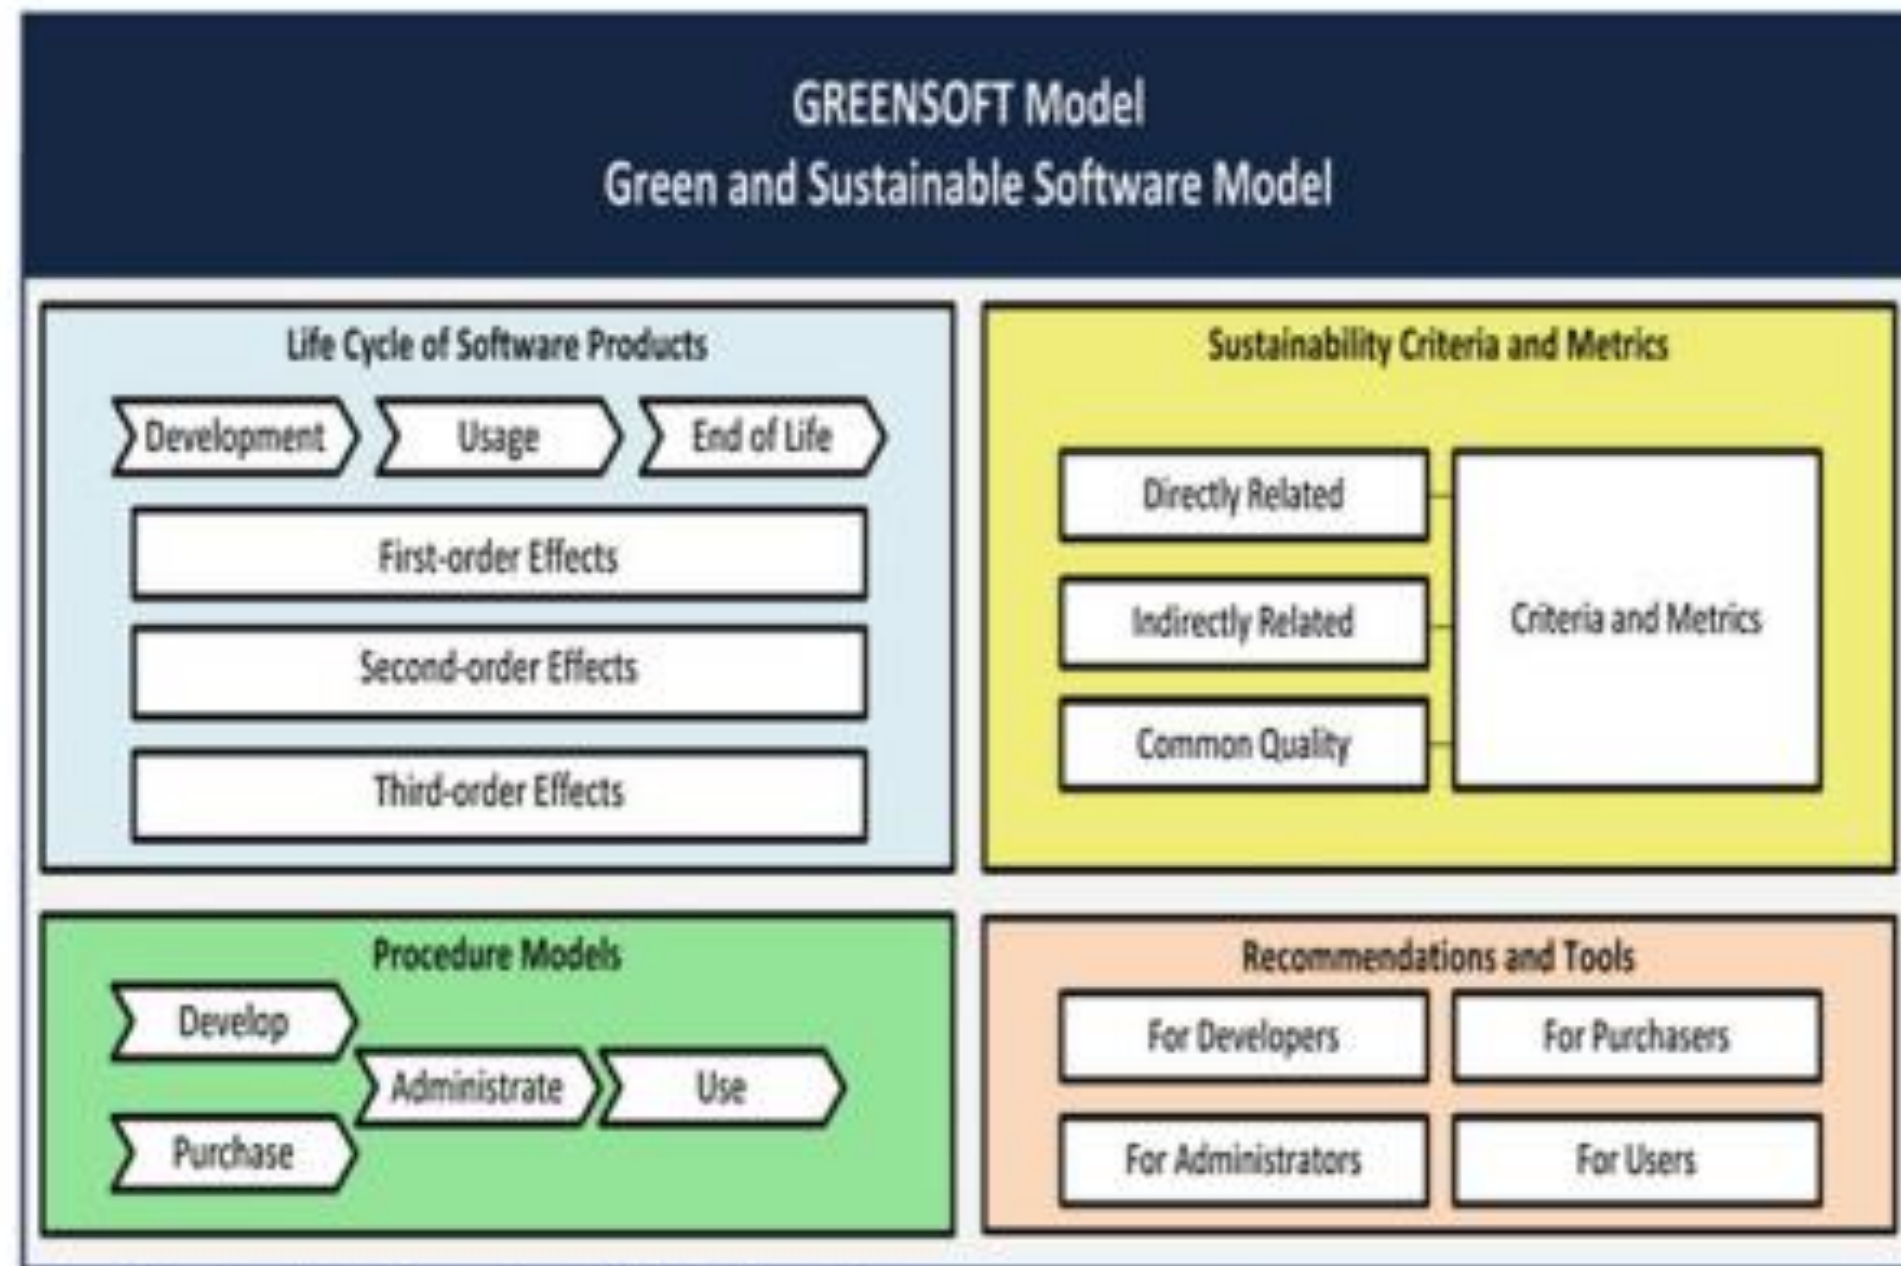 GREENSOFT Model
Green and Sustainable Software Model
Life Cycle of Software Products
Development
Usage
End of Life
First-order Effects
Second-order Effects
Third-order Effects
Sustainability Criteria and Metrics
Directly Related
Indirectly Related
Common Quality
Criteria and Metrics
Procedure Models
Develop
Purchase
Administrate
Use
Recommendations and Tools
For Developers
For Purchasers
For Administrators
For Users